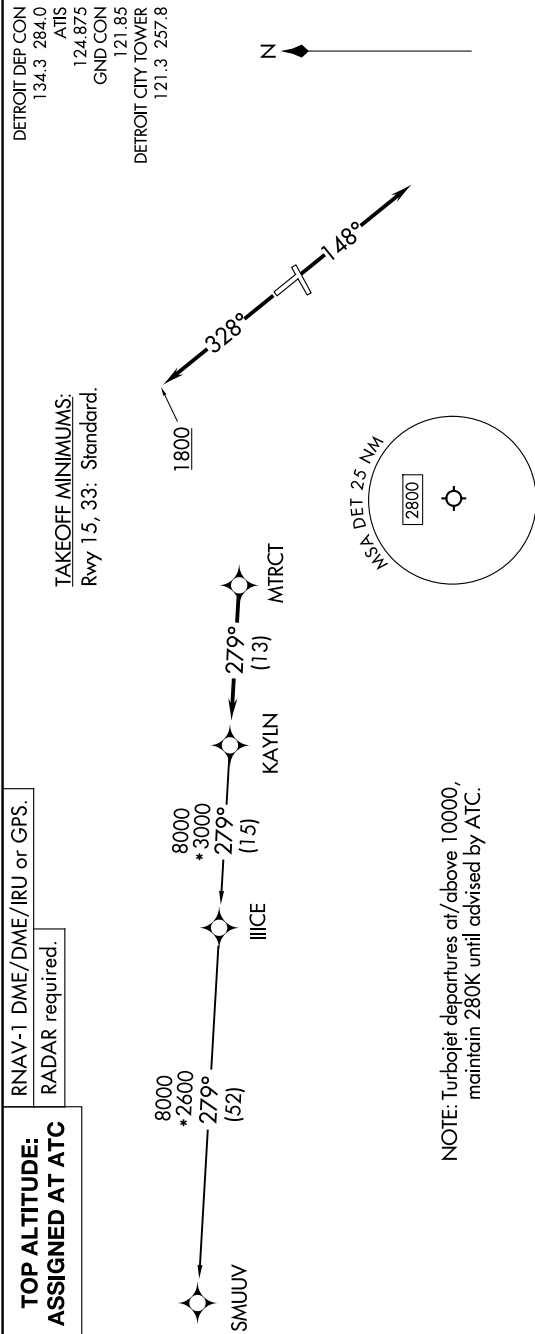 TOP ALTITUDE:
ASSIGNED AT ATC
RNAV-1 DME/DME/IRU or GPS.
RADAR required.
DETROIT DEP CON
134.3 284.0
ATIS
124.875
GND CON
121.85
DETROIT CITY TOWER
121.3 257.8
TAKEOFF MINIMUMS:
Rwy 15, 33: Standard.
N
SMUUV
8000
*2600
279°
(52)
IIICE
8000
*3000
279°
(15)
KAYLN
279°
(13)
MTRCT
1800
328°
148°
MSA DET 25 NM
2800
NOTE: Turbojet departures at/above 10000,
maintain 280K until advised by ATC.